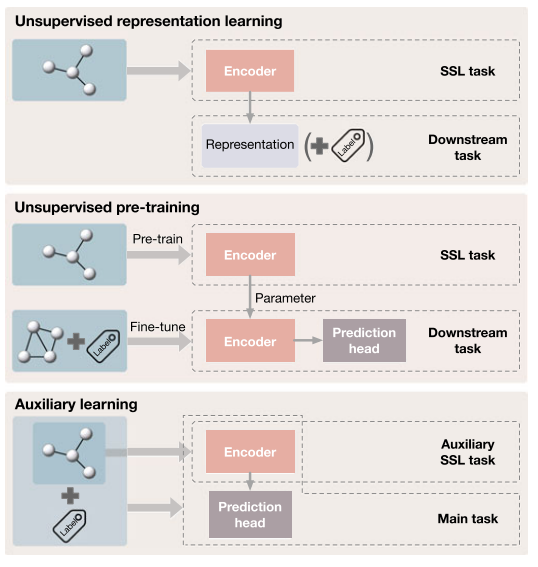 Unsupervised representation learning
Encoder
SSL task
Representation
( Label )
Downstream
task
Unsupervised pre-training
Pre-train
Encoder
SSL task
Parameter
Label
Fine-tune
Encoder
Prediction
head
Downstream
task
Auxiliary learning
Encoder
Auxiliary
SSL task
Label
Prediction
head
Main task